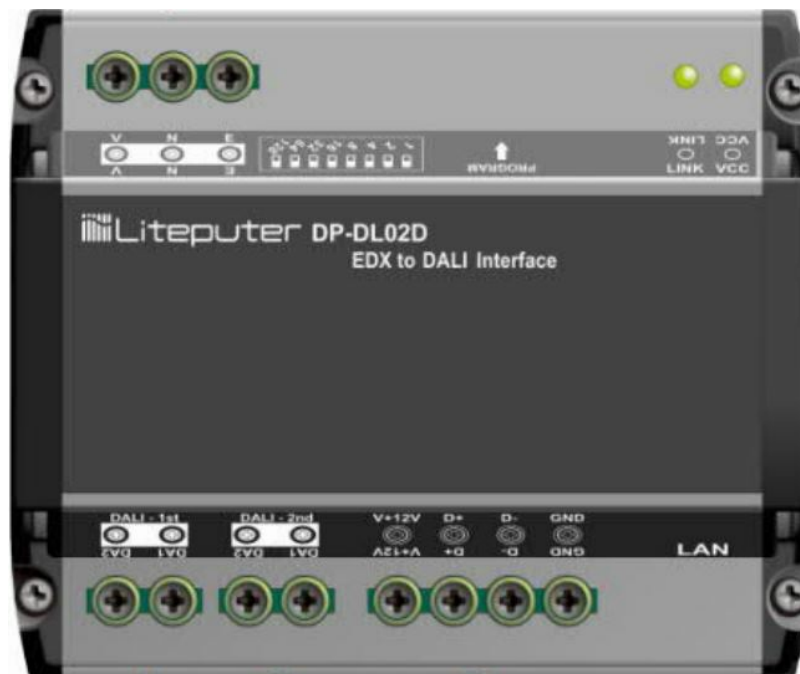 V N E
V N E
PROGRAM
LINK VCC
LINK VCC
Liteputer DP-DL02D
EDX to DALI Interface
DALI - 1st DALI - 2nd V+12V D+ D- GND
DA2 DA1 DA2 DA1 V+12V D+ D- GND
LAN